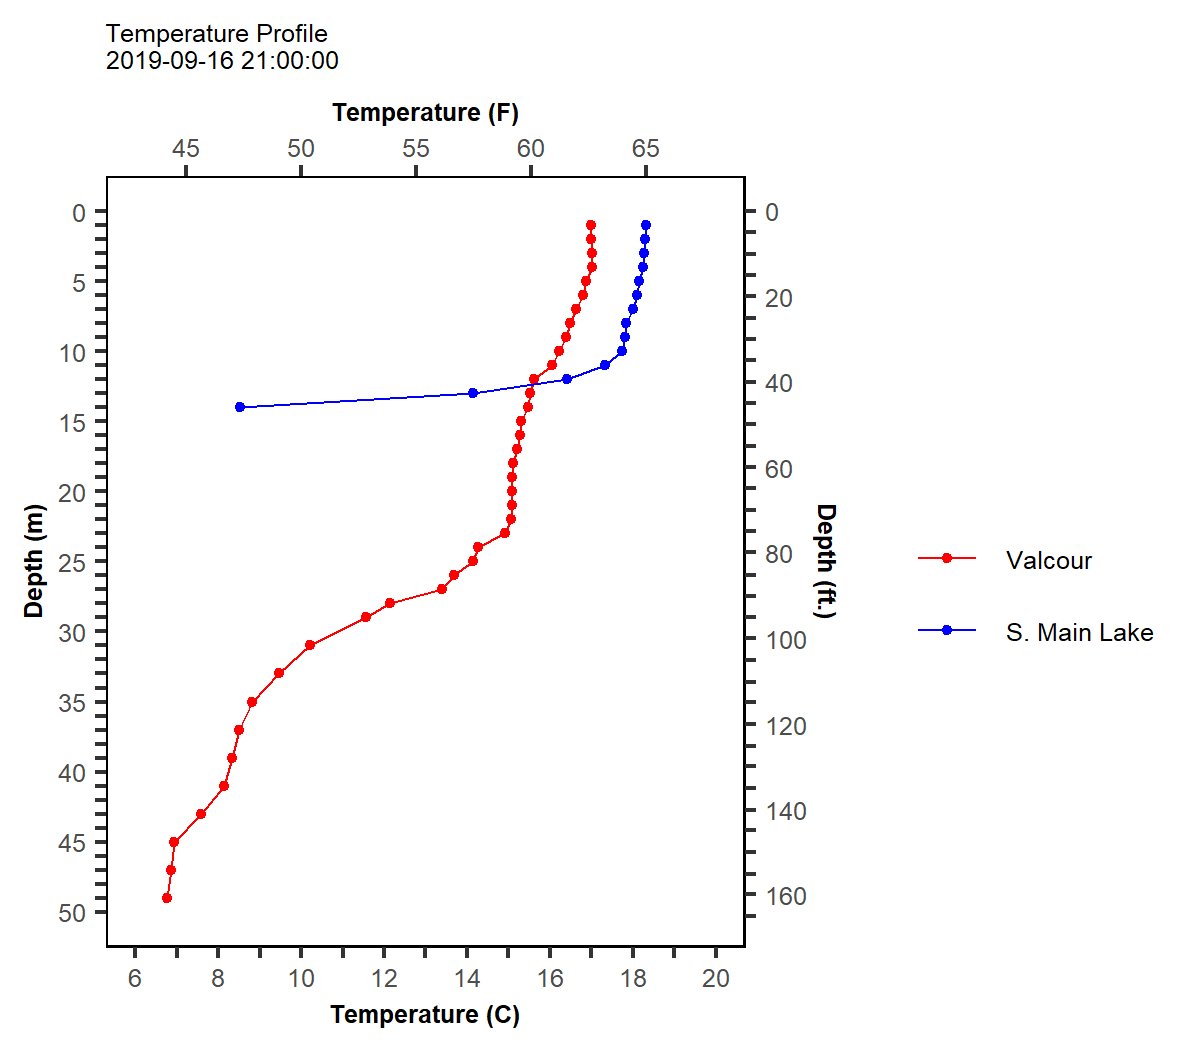 Temperature Profile
2019-09-16 21:00:00
Temperature (F)
45 50 55 60 65
0 0
5
20
10
40
15
60
20
Depth (m) Depth (ft.)
80
25
Valcour
30
100
S. Main Lake
35
120
40
140
45
160
50
6 8 10 12 14 16 18 20
Temperature (C)